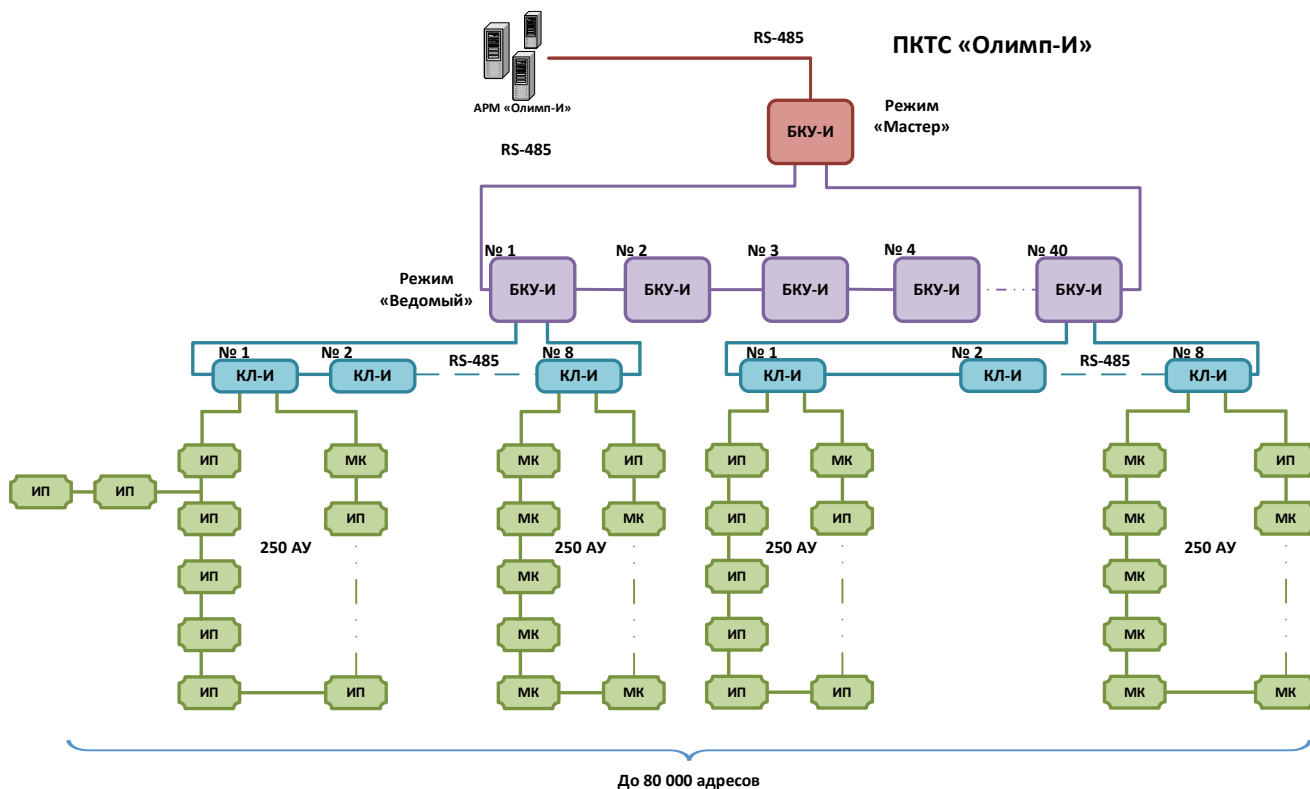 RS-485
ПКТС «Олимп-И»
АРМ «Олимп-И»
Режим
«Мастер»
БКУ-И
RS-485
№ 1
№ 2
№ 3
№ 4
№ 40
Режим
«Ведомый»
БКУ-И
БКУ-И
БКУ-И
БКУ-И
БКУ-И
№ 1
№ 2
RS-485
№ 8
№ 1
№ 2
RS-485
№ 8
КЛ-И
КЛ-И
КЛ-И
КЛ-И
КЛ-И
КЛ-И
ИП
МК
МК
ИП
ИП
МК
МК
ИП
ИП
ИП
ИП
ИП
МК
МК
ИП
ИП
МК
МК
250 АУ
250 АУ
250 АУ
250 АУ
ИП
МК
ИП
МК
ИП
МК
ИП
МК
ИП
ИП
МК
МК
ИП
ИП
МК
МК
До 80 000 адресов